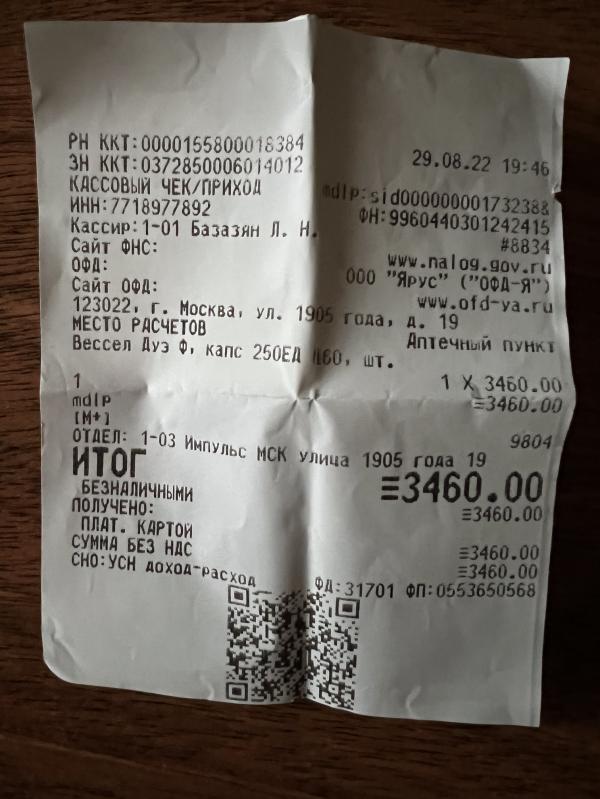 РН ККТ:0000155800018384 29.08.22 19:46
ЗН ККТ:0372850006014012
КАССОВЫЙ ЧЕК/ПРИХОД mdlp:sid00000000173238&
ИНН:7718977892 ФН:9960440301242415
Кассир:1-01 Базазян Л. Н. #8834
Сайт ФНС: www.nalog.gov.ru
ОФД: ООО "Ярус" ("ОФД-Я")
Сайт ОФД: www.ofd-ya.ru
123022, г. Москва, ул. 1905 года, д. 19
МЕСТО РАСЧЕТОВ Аптечный пункт
Вессел Дуэ Ф, капс 250ЕД №60, шт.
1 1 X 3460.00
mdlp ≡3460.00
[М+]
ОТДЕЛ: 1-03 Импульс МСК улица 1905 года 19 9804
ИТОГ ≡3460.00
БЕЗНАЛИЧНЫМИ ≡3460.00
ПОЛУЧЕНО:
ПЛАТ. КАРТОЙ ≡3460.00
СУММА БЕЗ НДС ≡3460.00
СНО:УСН доход-расход ФД:31701 ФП:0553650568